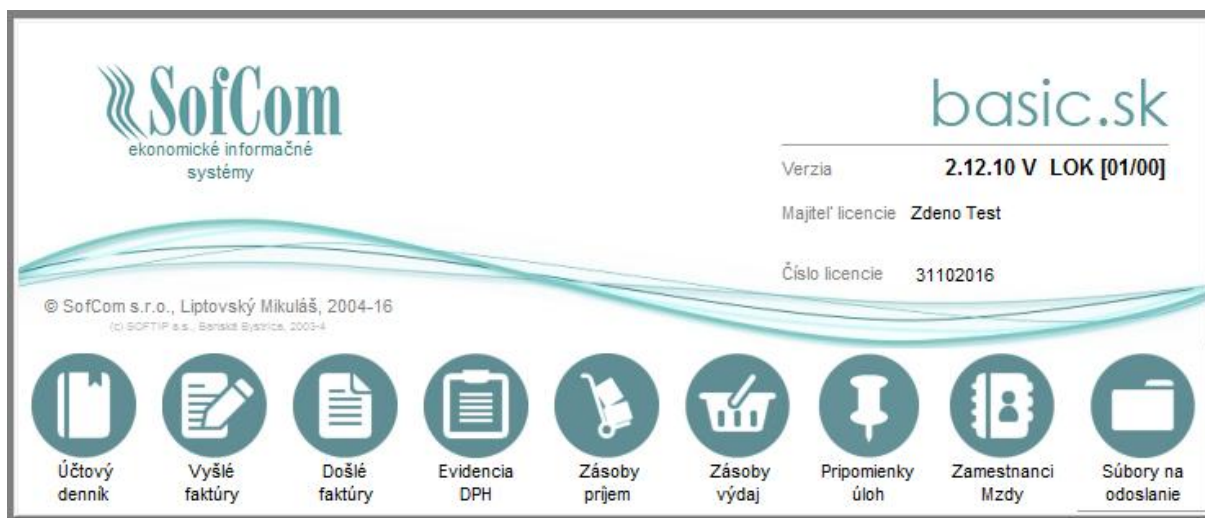 SofCom
ekonomické informačné
systémy
basic.sk
Verzia 2.12.10 V LOK [01/00]
Majiteľ licencie Zdeno Test
Číslo licencie 31102016
© SofCom s.r.o., Liptovský Mikuláš, 2004-16
(c) SOFTIP a.s., Banská Bystrica, 2003-4
Účtový
denník
Vyšlé
faktúry
Došlé
faktúry
Evidencia
DPH
Zásoby
príjem
Zásoby
výdaj
Pripomienky
úloh
Zamestnanci
Mzdy
Súbory na
odoslanie